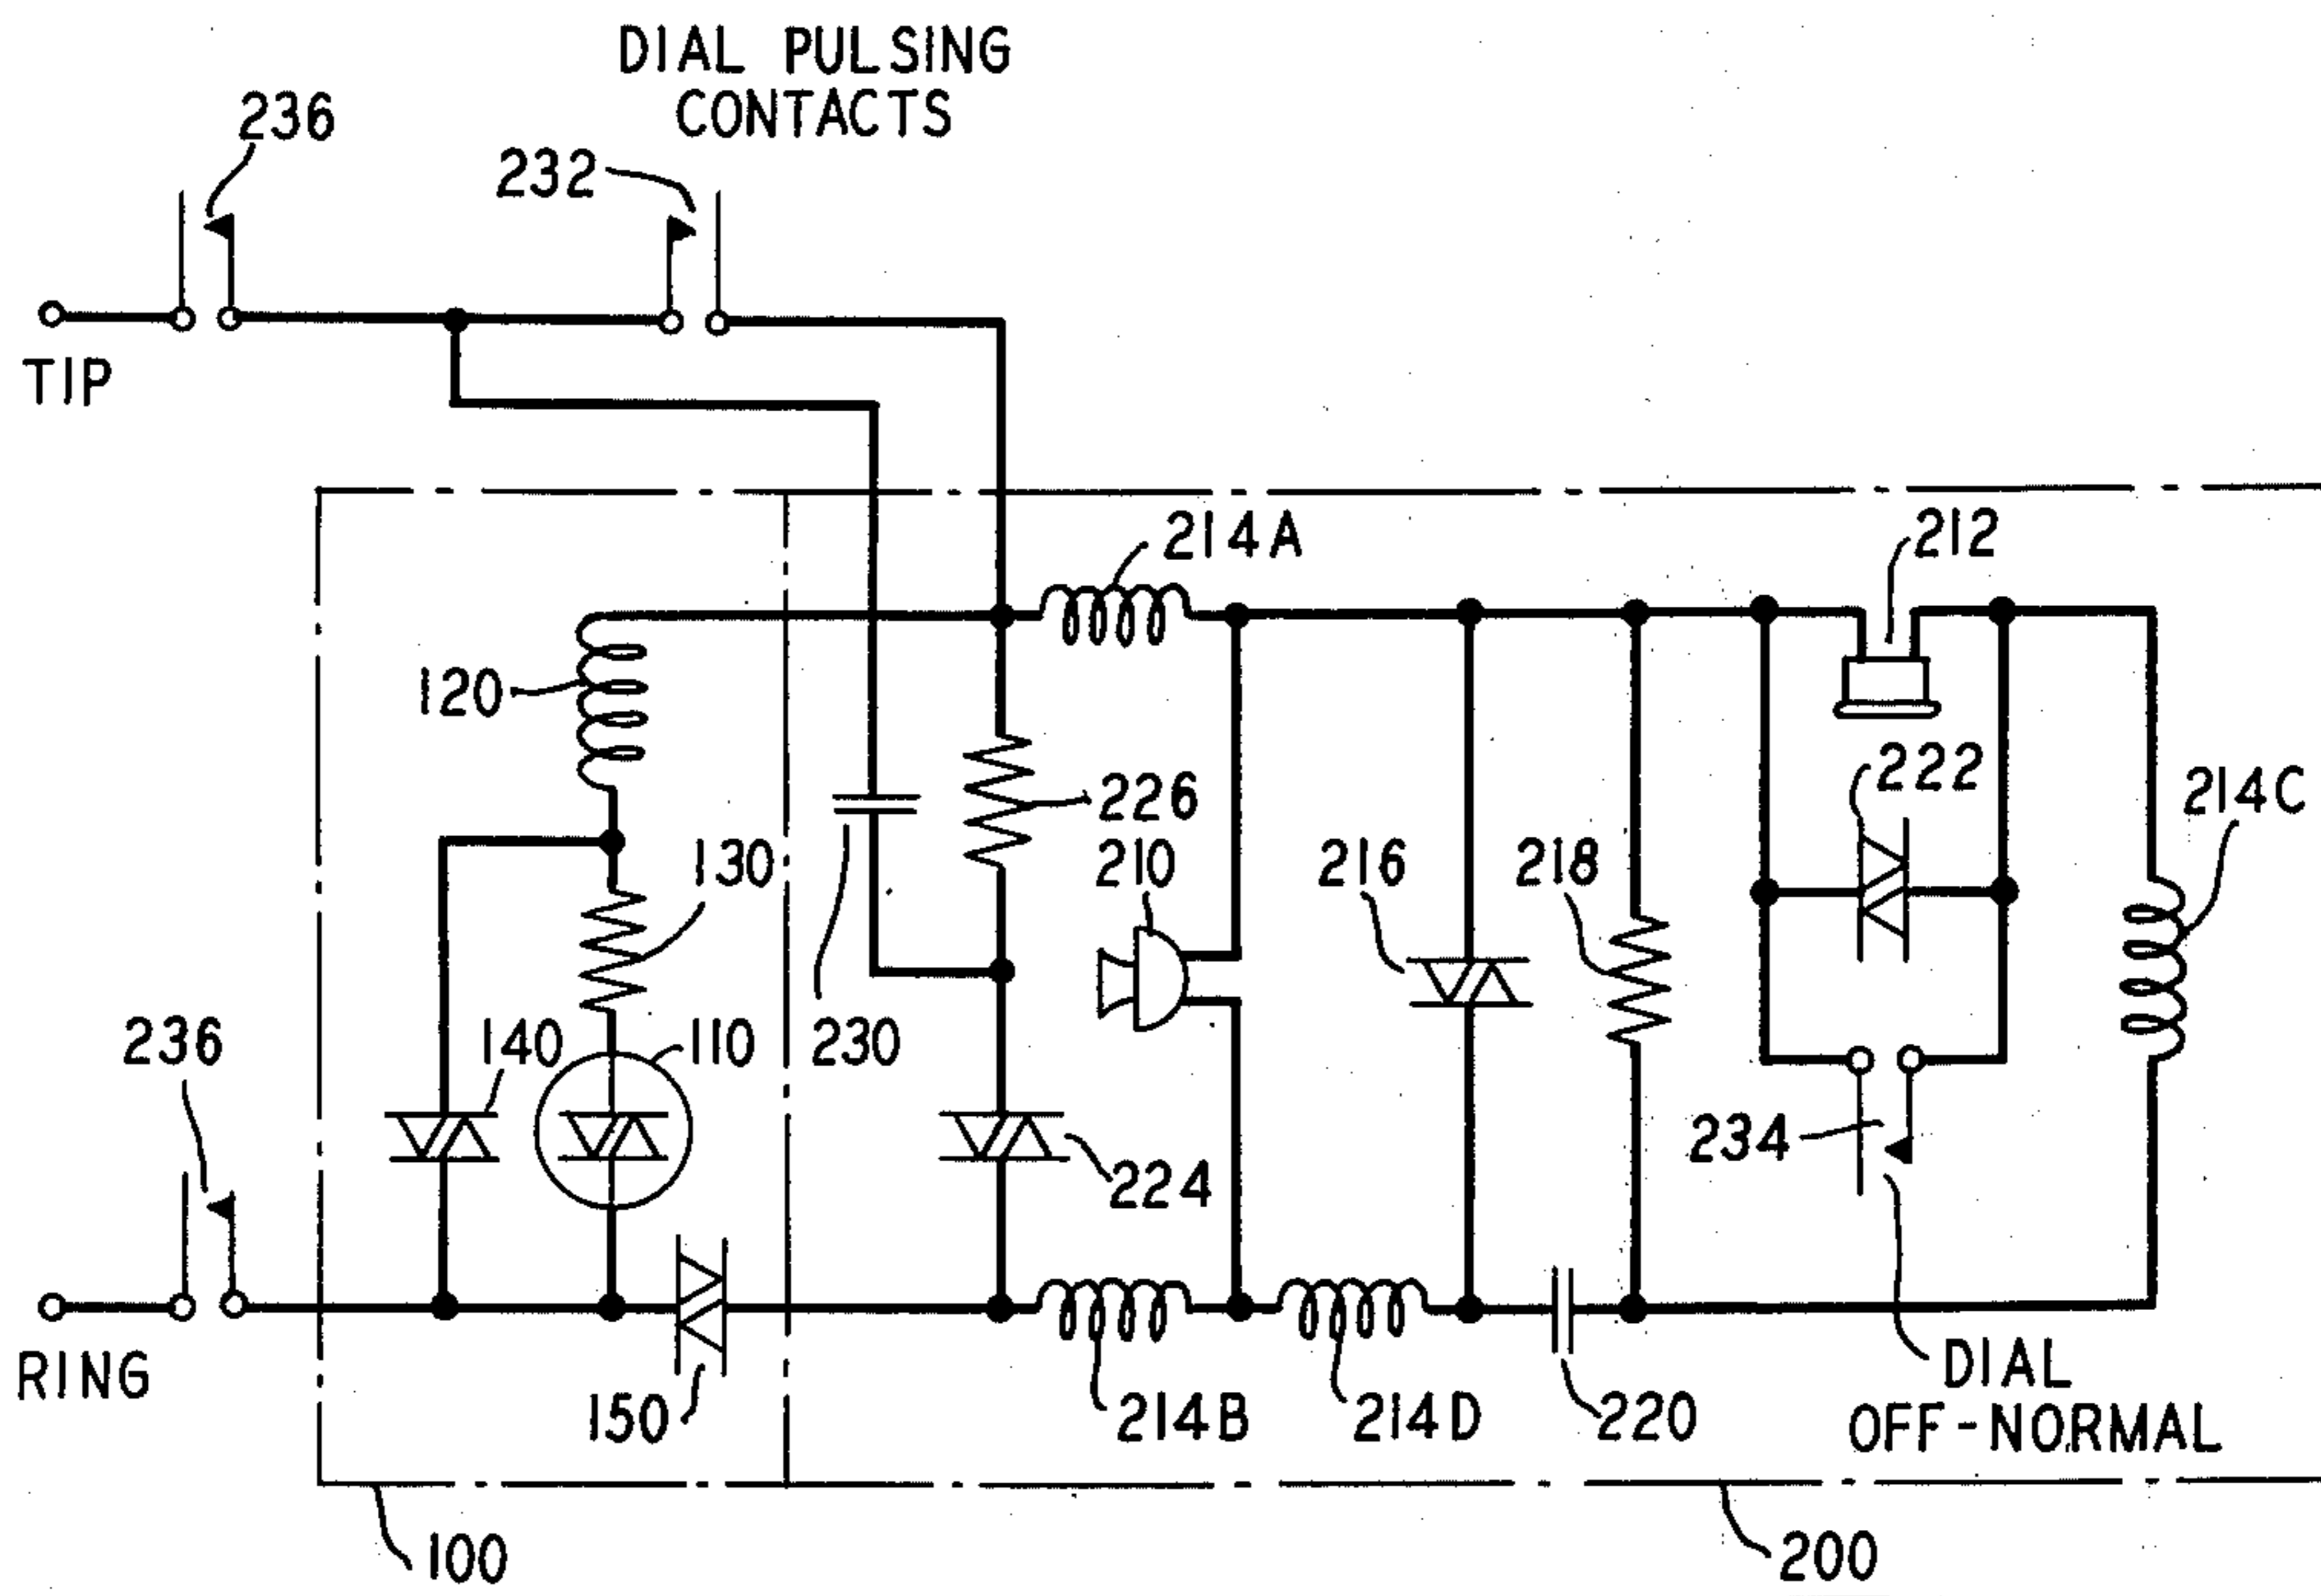 DIAL PULSING
CONTACTS
236
232
TIP
214A
212
120
222
226
214C
130
210
216
218
236
140
110
230
234
224
RING
150
214B
214D
220
DIAL
OFF-NORMAL
100
200